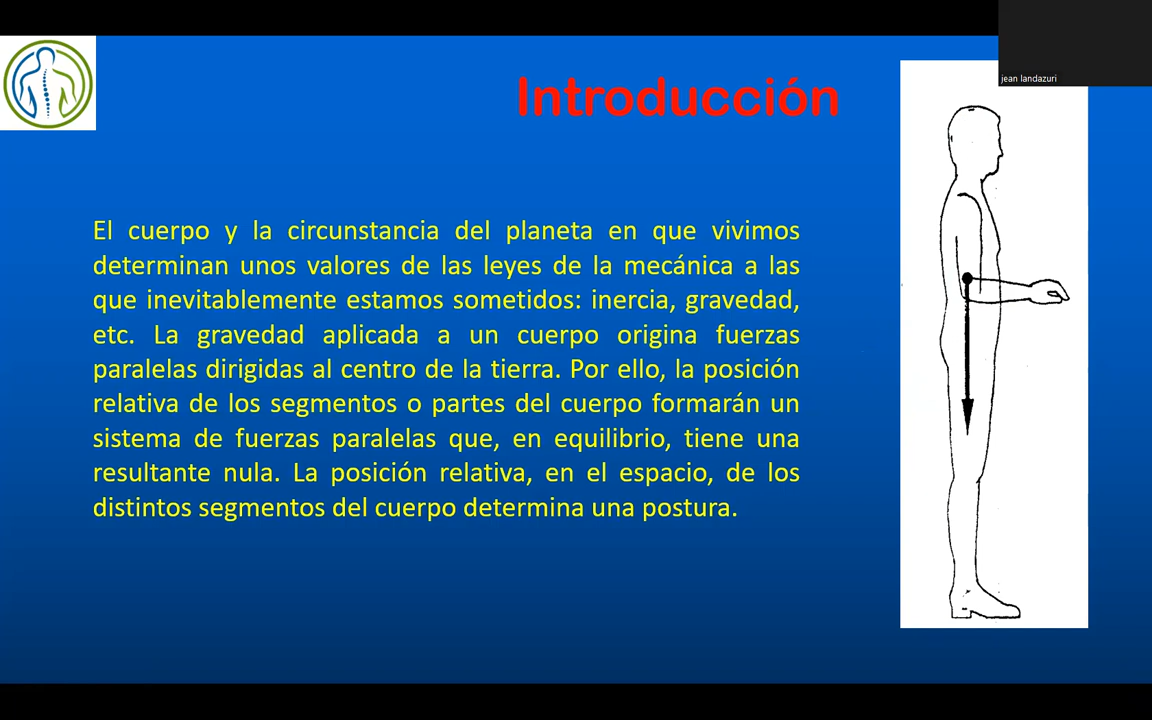 jean landazuri
Introducción
El cuerpo y la circunstancia del planeta en que vivimos
determinan unos valores de las leyes de la mecánica a las
que inevitablemente estamos sometidos: inercia, gravedad,
etc. La gravedad aplicada a un cuerpo origina fuerzas
paralelas dirigidas al centro de la tierra. Por ello, la posición
relativa de los segmentos o partes del cuerpo formarán un
sistema de fuerzas paralelas que, en equilibrio, tiene una
resultante nula. La posición relativa, en el espacio, de los
distintos segmentos del cuerpo determina una postura.